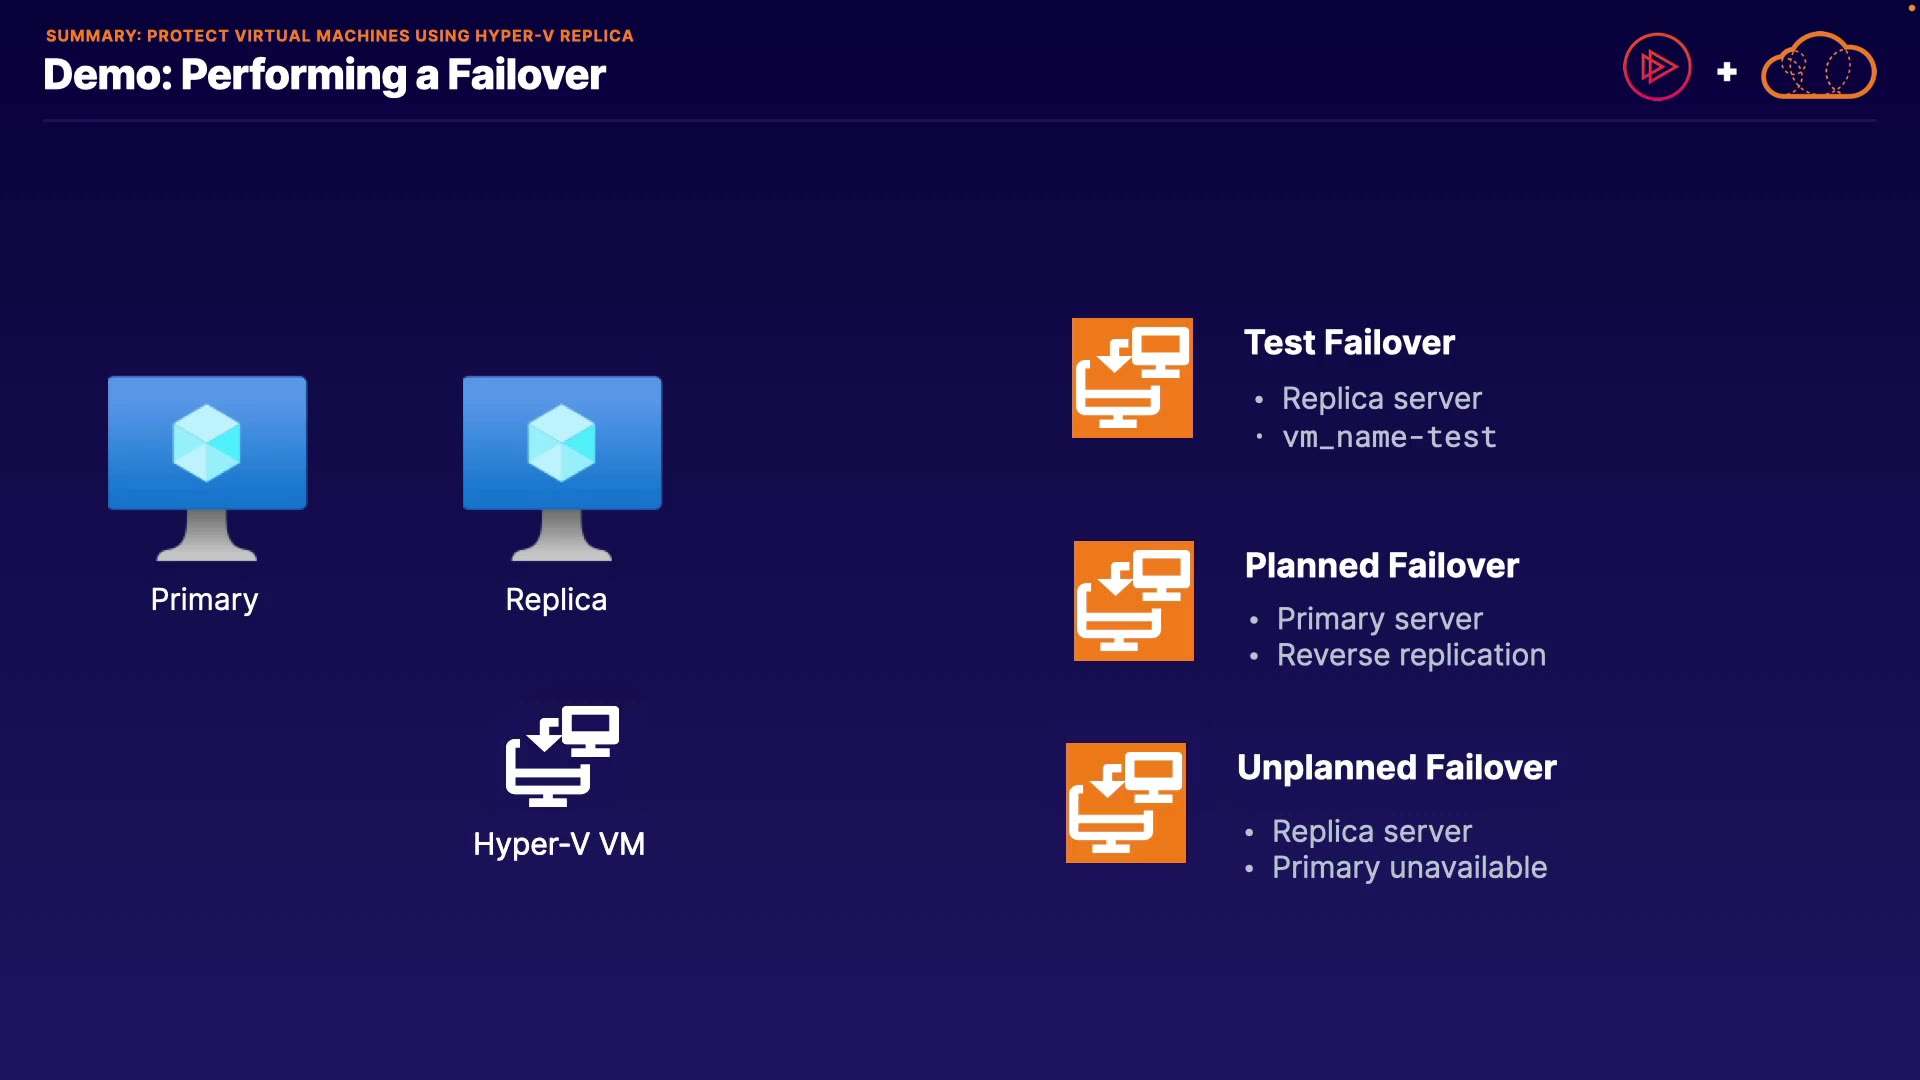 SUMMARY: PROTECT VIRTUAL MACHINES USING HYPER-V REPLICA
Demo: Performing a Failover
+
Primary
Replica
Hyper-V VM
Test Failover
• Replica server
• vm_name-test
Planned Failover
• Primary server
• Reverse replication
Unplanned Failover
• Replica server
• Primary unavailable